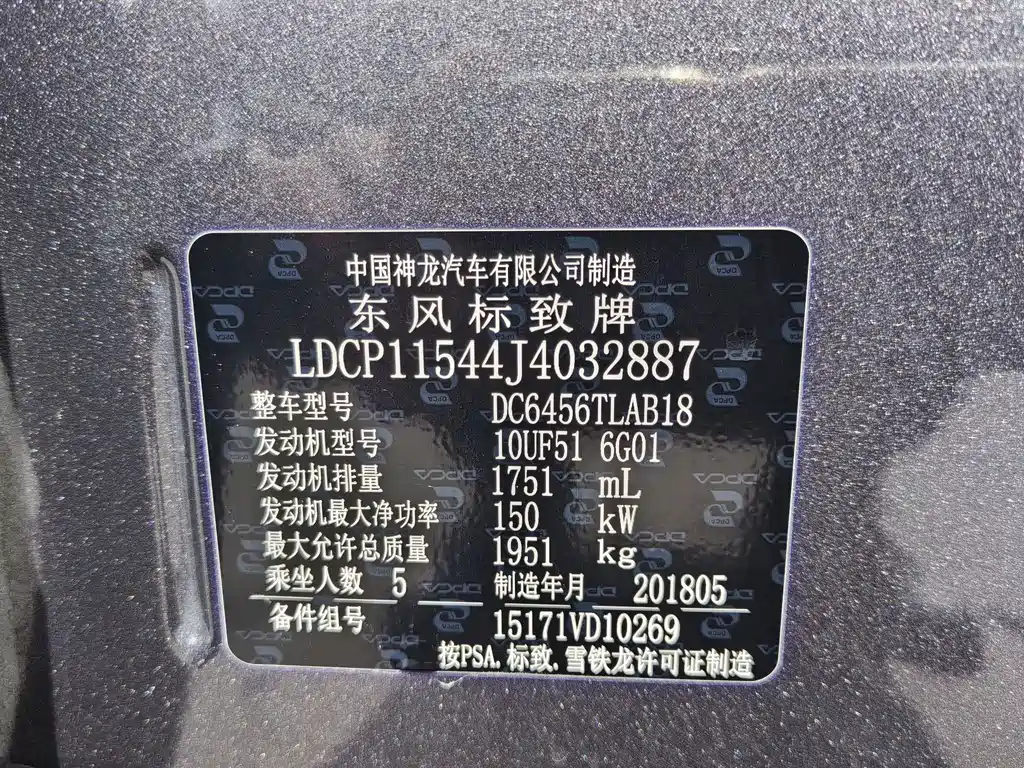 中国神龙汽车有限公司制造
东风标致牌
LDCP11544J4032887
整车型号 DC6456TLAB18
发动机型号 10UF51 6G01
发动机排量 1751 mL
发动机最大净功率 150 kW
最大允许总质量 1951 kg
乘坐人数 5 制造年月 201805
备件组号 15171VD10269
按PSA.标致.雪铁龙许可证制造